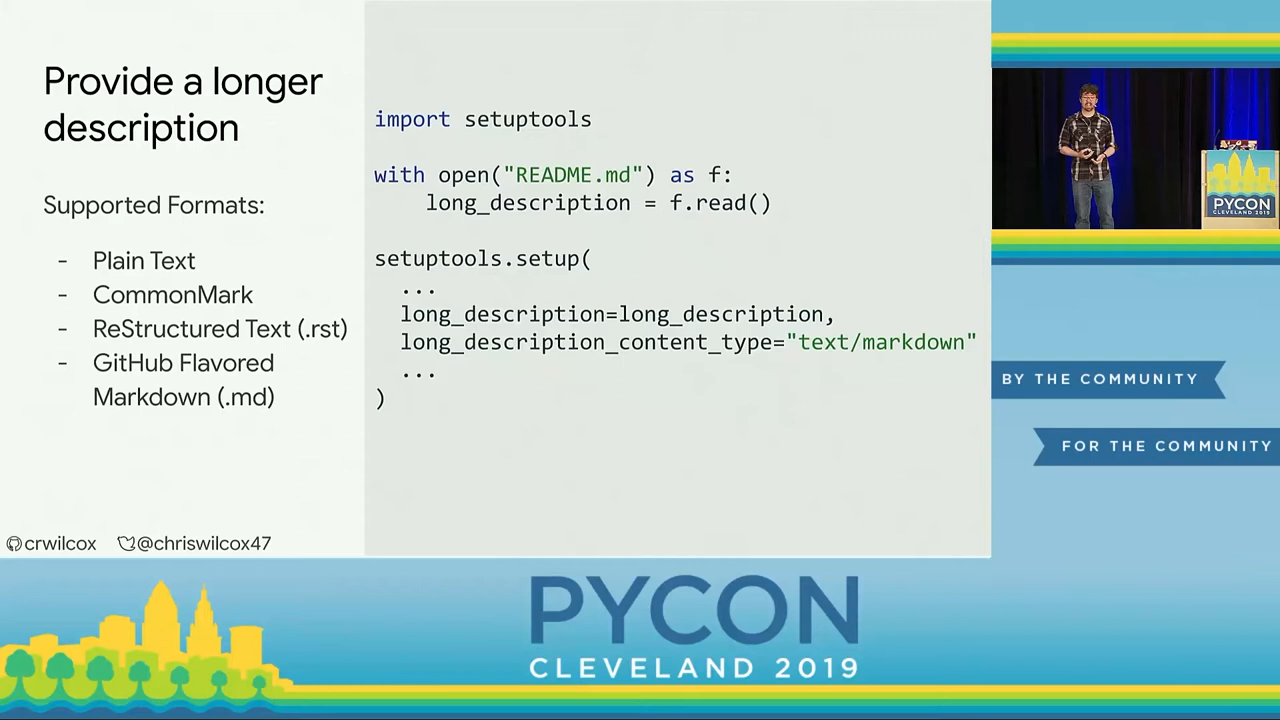 Provide a longer
description
Supported Formats:
- Plain Text
- CommonMark
- ReStructured Text (.rst)
- GitHub Flavored
Markdown (.md)
crwilcox @chriswilcox47
import setuptools
with open("README.md") as f:
    long_description = f.read()
setuptools.setup(
  ...
  long_description=long_description,
  long_description_content_type="text/markdown"
  ...
)
PYCON
CLEVELAND 2019
BY THE COMMUNITY
FOR THE COMMUNITY
PYCON
CLEVELAND 2019